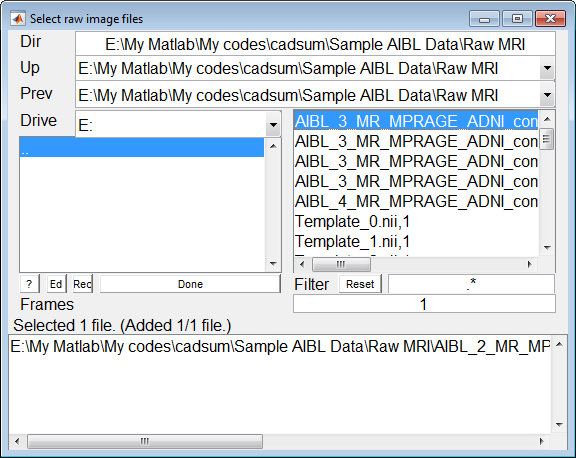 Select raw image files
Dir E:\My Matlab\My codes\cadsum\Sample AIBL Data\Raw MRI
Up E:\My Matlab\My codes\cadsum\Sample AIBL Data\Raw MRI
Prev E:\My Matlab\My codes\cadsum\Sample AIBL Data\Raw MRI
Drive E:
..
AIBL_3_MR_MPRAGE_ADNI_con
AIBL_3_MR_MPRAGE_ADNI_con
AIBL_3_MR_MPRAGE_ADNI_con
AIBL_3_MR_MPRAGE_ADNI_con
AIBL_4_MR_MPRAGE_ADNI_con
Template_0.nii,1
Template_1.nii,1
? Ed Rec Done
Filter Reset .*
Frames 1
Selected 1 file. (Added 1/1 file.)
E:\My Matlab\My codes\cadsum\Sample AIBL Data\Raw MRI\AIBL_2_MR_MP